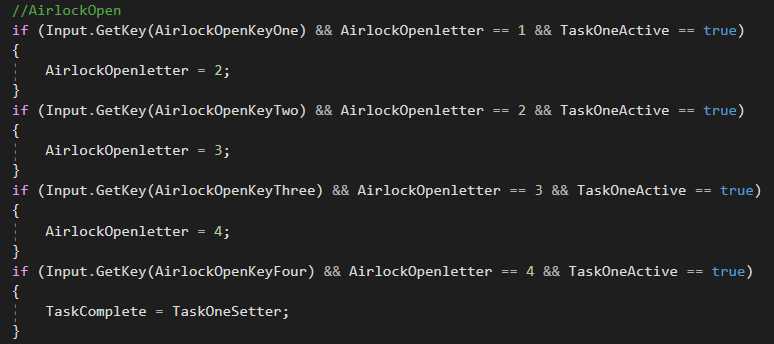 //AirlockOpen
if (Input.GetKey(AirlockOpenKeyOne) && AirlockOpenletter == 1 && TaskOneActive == true)
{
    AirlockOpenletter = 2;
}
if (Input.GetKey(AirlockOpenKeyTwo) && AirlockOpenletter == 2 && TaskOneActive == true)
{
    AirlockOpenletter = 3;
}
if (Input.GetKey(AirlockOpenKeyThree) && AirlockOpenletter == 3 && TaskOneActive == true)
{
    AirlockOpenletter = 4;
}
if (Input.GetKey(AirlockOpenKeyFour) && AirlockOpenletter == 4 && TaskOneActive == true)
{
    TaskComplete = TaskOneSetter;
}